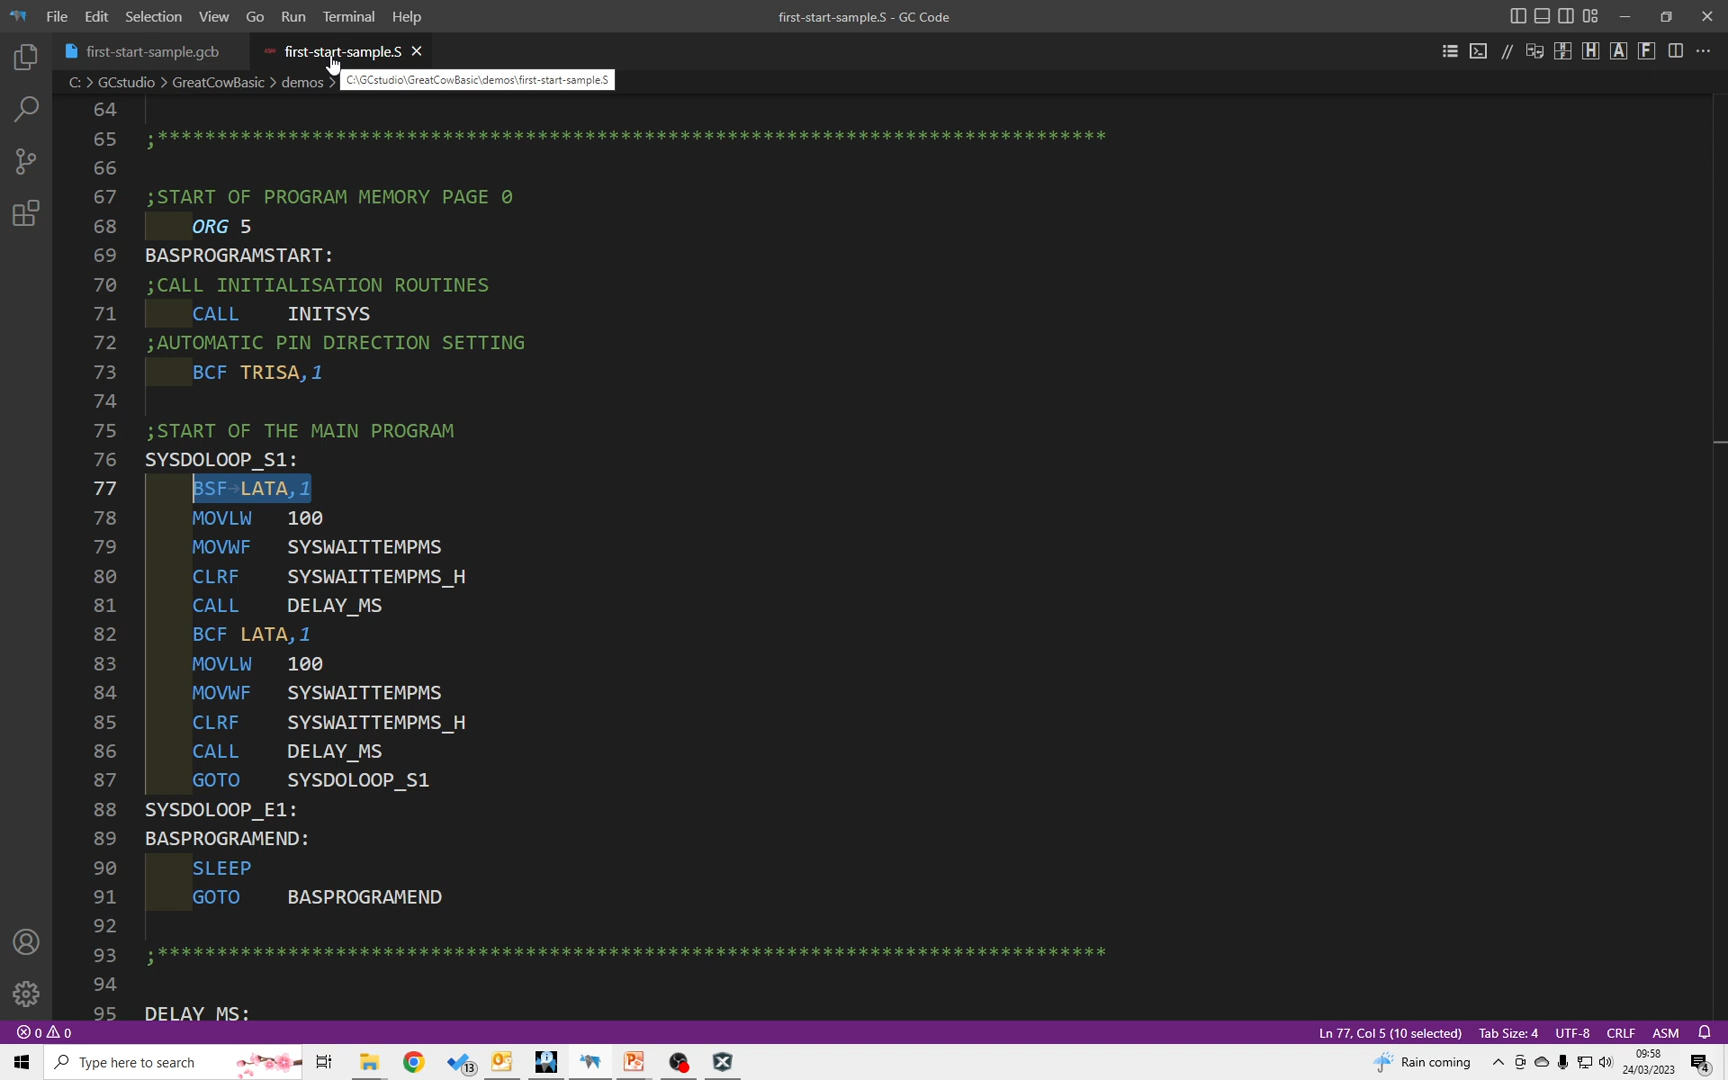 File Edit Selection View Go Run Terminal Help
first-start-sample.S - GC Code
first-start-sample.gcb
first-start-sample.S
C: > GCstudio > GreatCowBasic > demos >
C:\GCstudio\GreatCowBasic\demos\first-start-sample.S
// H A F
64
65 ;********************************************************************************
66
67 ;START OF PROGRAM MEMORY PAGE 0
68 ORG 5
69 BASPROGRAMSTART:
70 ;CALL INITIALISATION ROUTINES
71 CALL INITSYS
72 ;AUTOMATIC PIN DIRECTION SETTING
73 BCF TRISA,1
74
75 ;START OF THE MAIN PROGRAM
76 SYSDOLOOP_S1:
77 BSF→LATA,1
78 MOVLW 100
79 MOVWF SYSWAITTEMPMS
80 CLRF SYSWAITTEMPMS_H
81 CALL DELAY_MS
82 BCF LATA,1
83 MOVLW 100
84 MOVWF SYSWAITTEMPMS
85 CLRF SYSWAITTEMPMS_H
86 CALL DELAY_MS
87 GOTO SYSDOLOOP_S1
88 SYSDOLOOP_E1:
89 BASPROGRAMEND:
90 SLEEP
91 GOTO BASPROGRAMEND
92
93 ;********************************************************************************
94
95 DELAY_MS:
0 0
Ln 77, Col 5 (10 selected) Tab Size: 4 UTF-8 CRLF ASM
Type here to search
13
Rain coming
09:58
24/03/2023
4